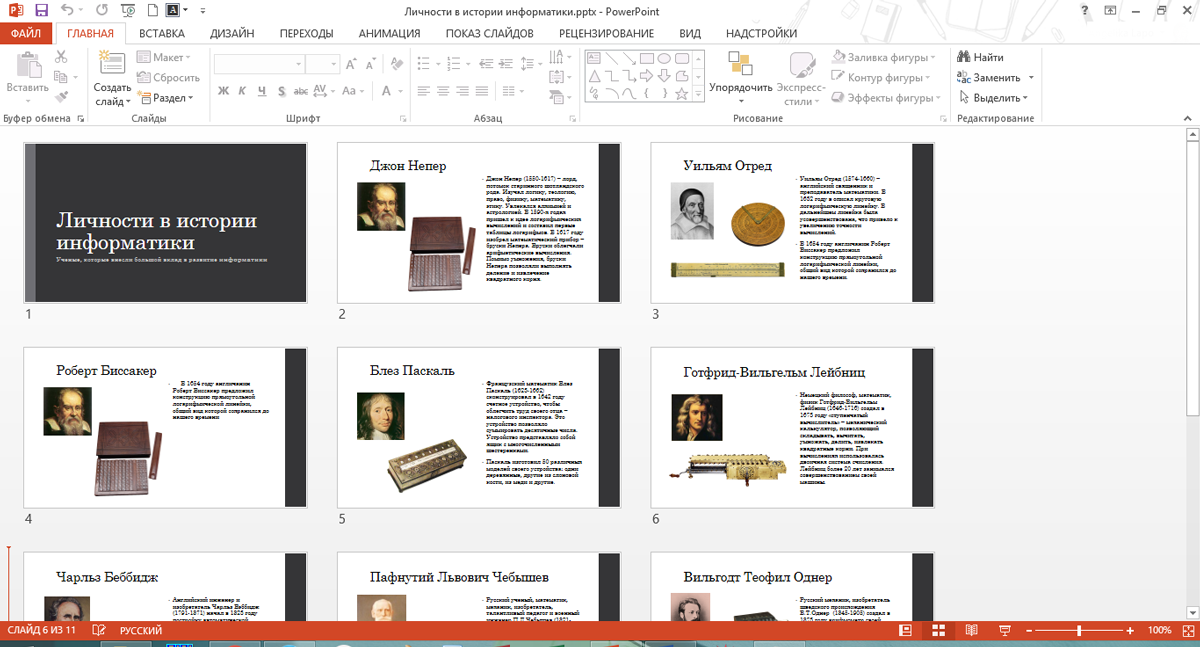 Личности в истории информатики.pptx - PowerPoint
ФАЙЛ ГЛАВНАЯ ВСТАВКА ДИЗАЙН ПЕРЕХОДЫ АНИМАЦИЯ ПОКАЗ СЛАЙДОВ РЕЦЕНЗИРОВАНИЕ ВИД НАДСТРОЙКИ
Вставить
Буфер обмена
Создать
слайд
Макет
Сбросить
Раздел
Слайды
Ж К Ч S abc AV Aa A
Шрифт
Абзац
Упорядочить
Экспресс-
стили
Заливка фигуры
Контур фигуры
Эффекты фигуры
Рисование
Найти
Заменить
Выделить
Редактирование
Личности в истории
информатики
Ученые, которые внесли большой вклад в развитие информатики
1
Джон Непер
Джон Непер (1550-1617) – лорд,
потомок старинного шотландского
рода. Изучал логику, теологию,
право, физику, математику,
этику. Увлекался алхимией и
астрологией. В 1590-х годах
пришел к идее логарифмических
вычислений и составил первые
таблицы логарифмов. В 1617 году
изобрел математический прибор –
бруски Непера. Бруски облегчали
арифметические вычисления.
Помимо умножения, бруски
Непера позволяли выполнять
деление и извлечение
квадратного корня.
2
Уильям Отред
Уильям Отред (1574-1660) –
английский священник и
преподаватель математики. В
1632 году в описал круговую
логарифмическую линейку. В
дальнейшем линейка была
усовершенствована, что привело к
увеличению точности
вычислений.
В 1654 году англичанин Роберт
Биссакер предложил
конструкцию прямоугольной
логарифмической линейки,
общий вид которой сохранился до
нашего времени.
3
Роберт Биссакер
В 1654 году англичанин
Роберт Биссакер предложил
конструкцию прямоугольной
логарифмической линейки,
общий вид которой сохранился до
нашего времени
4
Блез Паскаль
Французский математик Блез
Паскаль (1623-1662)
сконструировал в 1642 году
счетное устройство, чтобы
облегчить труд своего отца –
налогового инспектора. Это
устройство позволяло
суммировать десятичные числа.
Устройство представляло собой
ящик с многочисленными
шестеренками.
Паскаль изготовил 50 различных
моделей своего устройства: одни
деревянные, другие из слоновой
кости, из меди и другие.
5
Готфрид-Вильгельм Лейбниц
Немецкий философ, математик,
физик Готфрид-Вильгельм
Лейбниц (1646-1716) создал в
1673 году «ступенчатый
вычислитель» – механический
калькулятор, позволяющий
складывать, вычитать,
умножать, делить, извлекать
квадратные корни. При
вычислениях использовалась
двоичная система счисления.
Лейбниц более 20 лет занимался
совершенствованием своей
машины.
6
Чарльз Беббидж
Английский инженер и
изобретатель Чарльз Беббидж
(1791-1871) начал в 1823 году
постройку автоматической
Пафнутий Львович Чебышев
Русский ученый, математик,
механик, изобретатель,
талантливый педагог и военный
инженер П.Л.Чебышев (1821-
Вильгодт Теофил Однер
Русский механик, изобретатель
шведского происхождения
В.Т.Однер (1845-1905) создал в
СЛАЙД 6 ИЗ 11 РУССКИЙ 100%